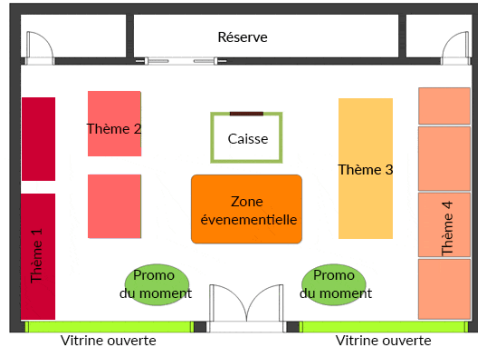 Réserve
Thème 2
Caisse
Thème 3
Zone
évenementielle
Thème 1
Thème 4
Promo
du moment
Promo
du moment
Vitrine ouverte
Vitrine ouverte